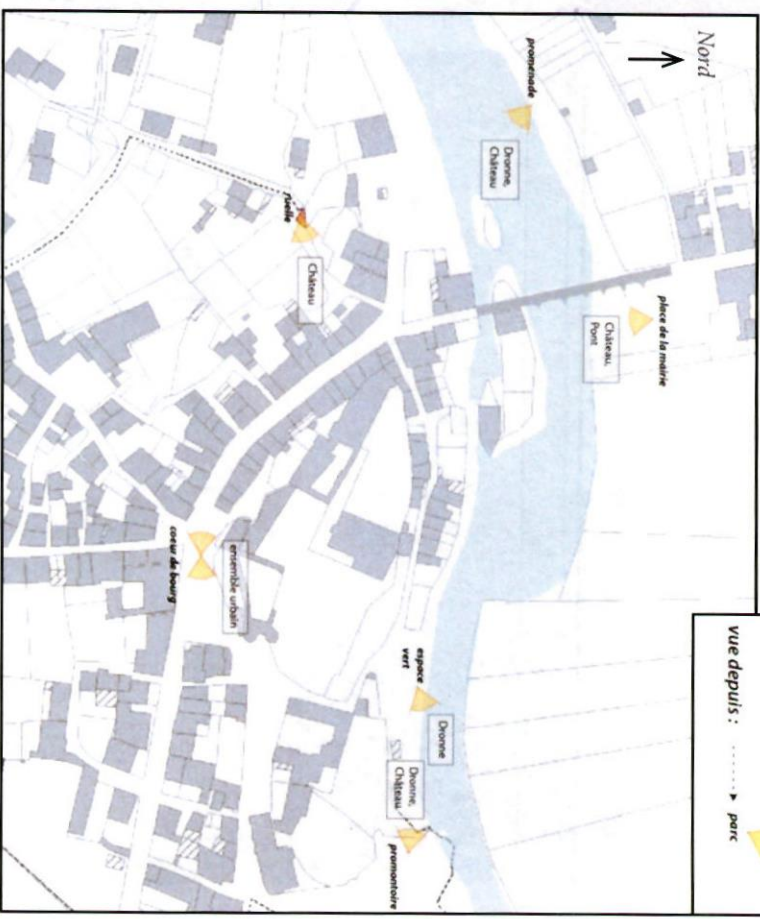 Nord
promenade
Dronne,
Château
place de la mairie
Château,
Pont
ruelle
Château
coeur de bourg
ensemble urbain
espace
vert
Dronne
Dronne,
Château
promontoire
vue depuis :
parc